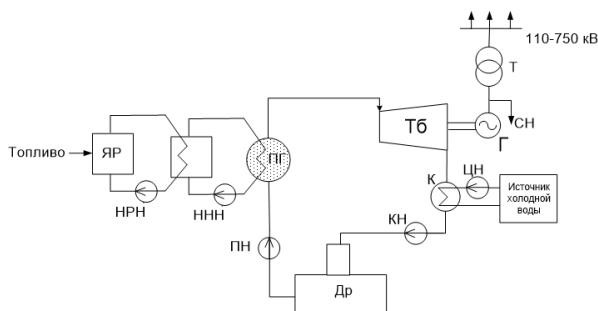 110-750 кВ
Т
СН
Г
Тб
Топливо
ЯР
ПГ
НРН
ННН
К
ЦН
Источник
холодной
воды
КН
ПН
Др